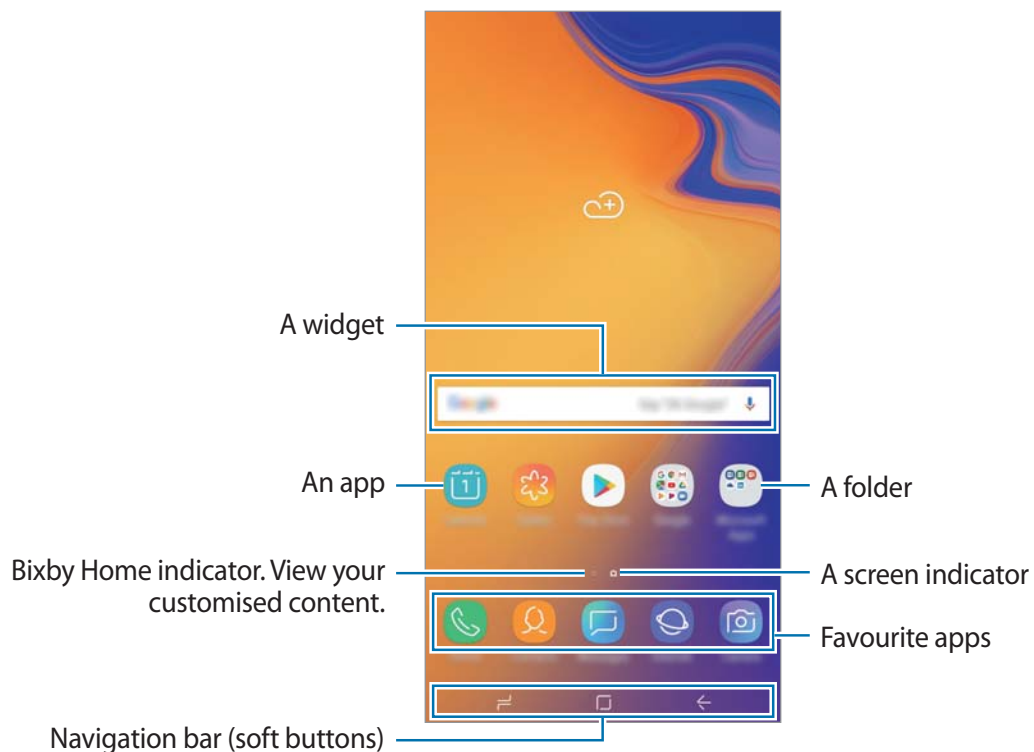 A widget
An app
A folder
Bixby Home indicator. View your
customised content.
A screen indicator
Favourite apps
Navigation bar (soft buttons)